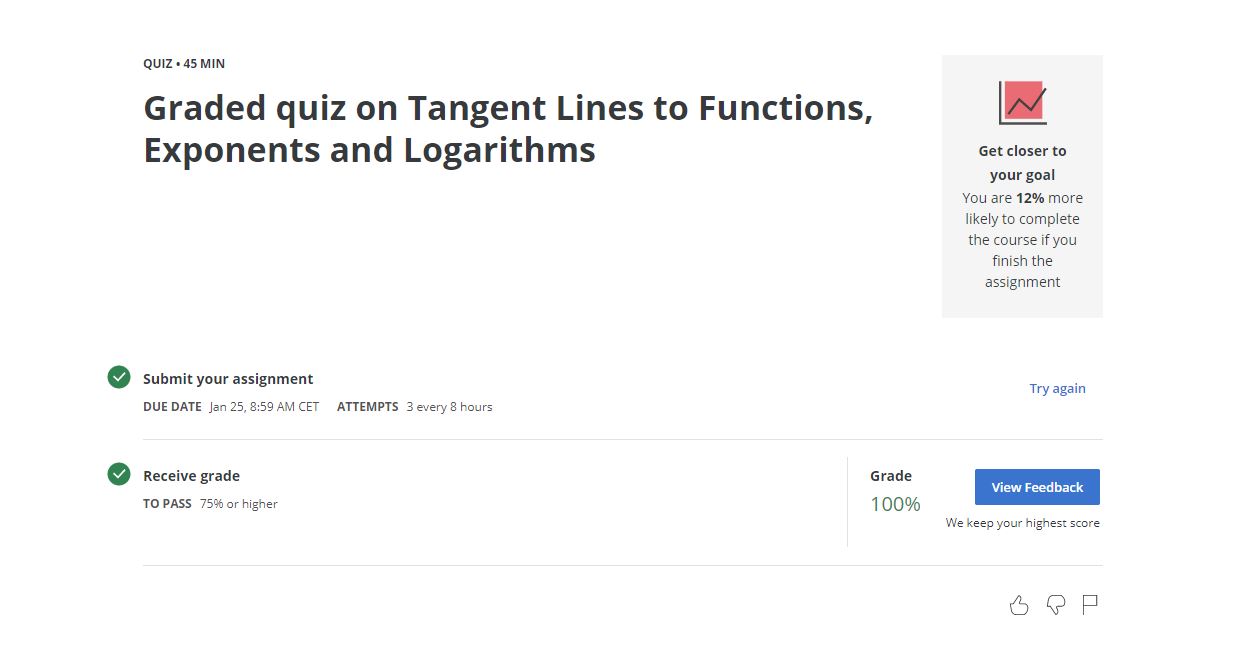 QUIZ • 45 MIN
Graded quiz on Tangent Lines to Functions,
Exponents and Logarithms
Get closer to
your goal
You are 12% more
likely to complete
the course if you
finish the
assignment
Submit your assignment
DUE DATE Jan 25, 8:59 AM CET ATTEMPTS 3 every 8 hours
Try again
Receive grade
TO PASS 75% or higher
Grade
100%
View Feedback
We keep your highest score